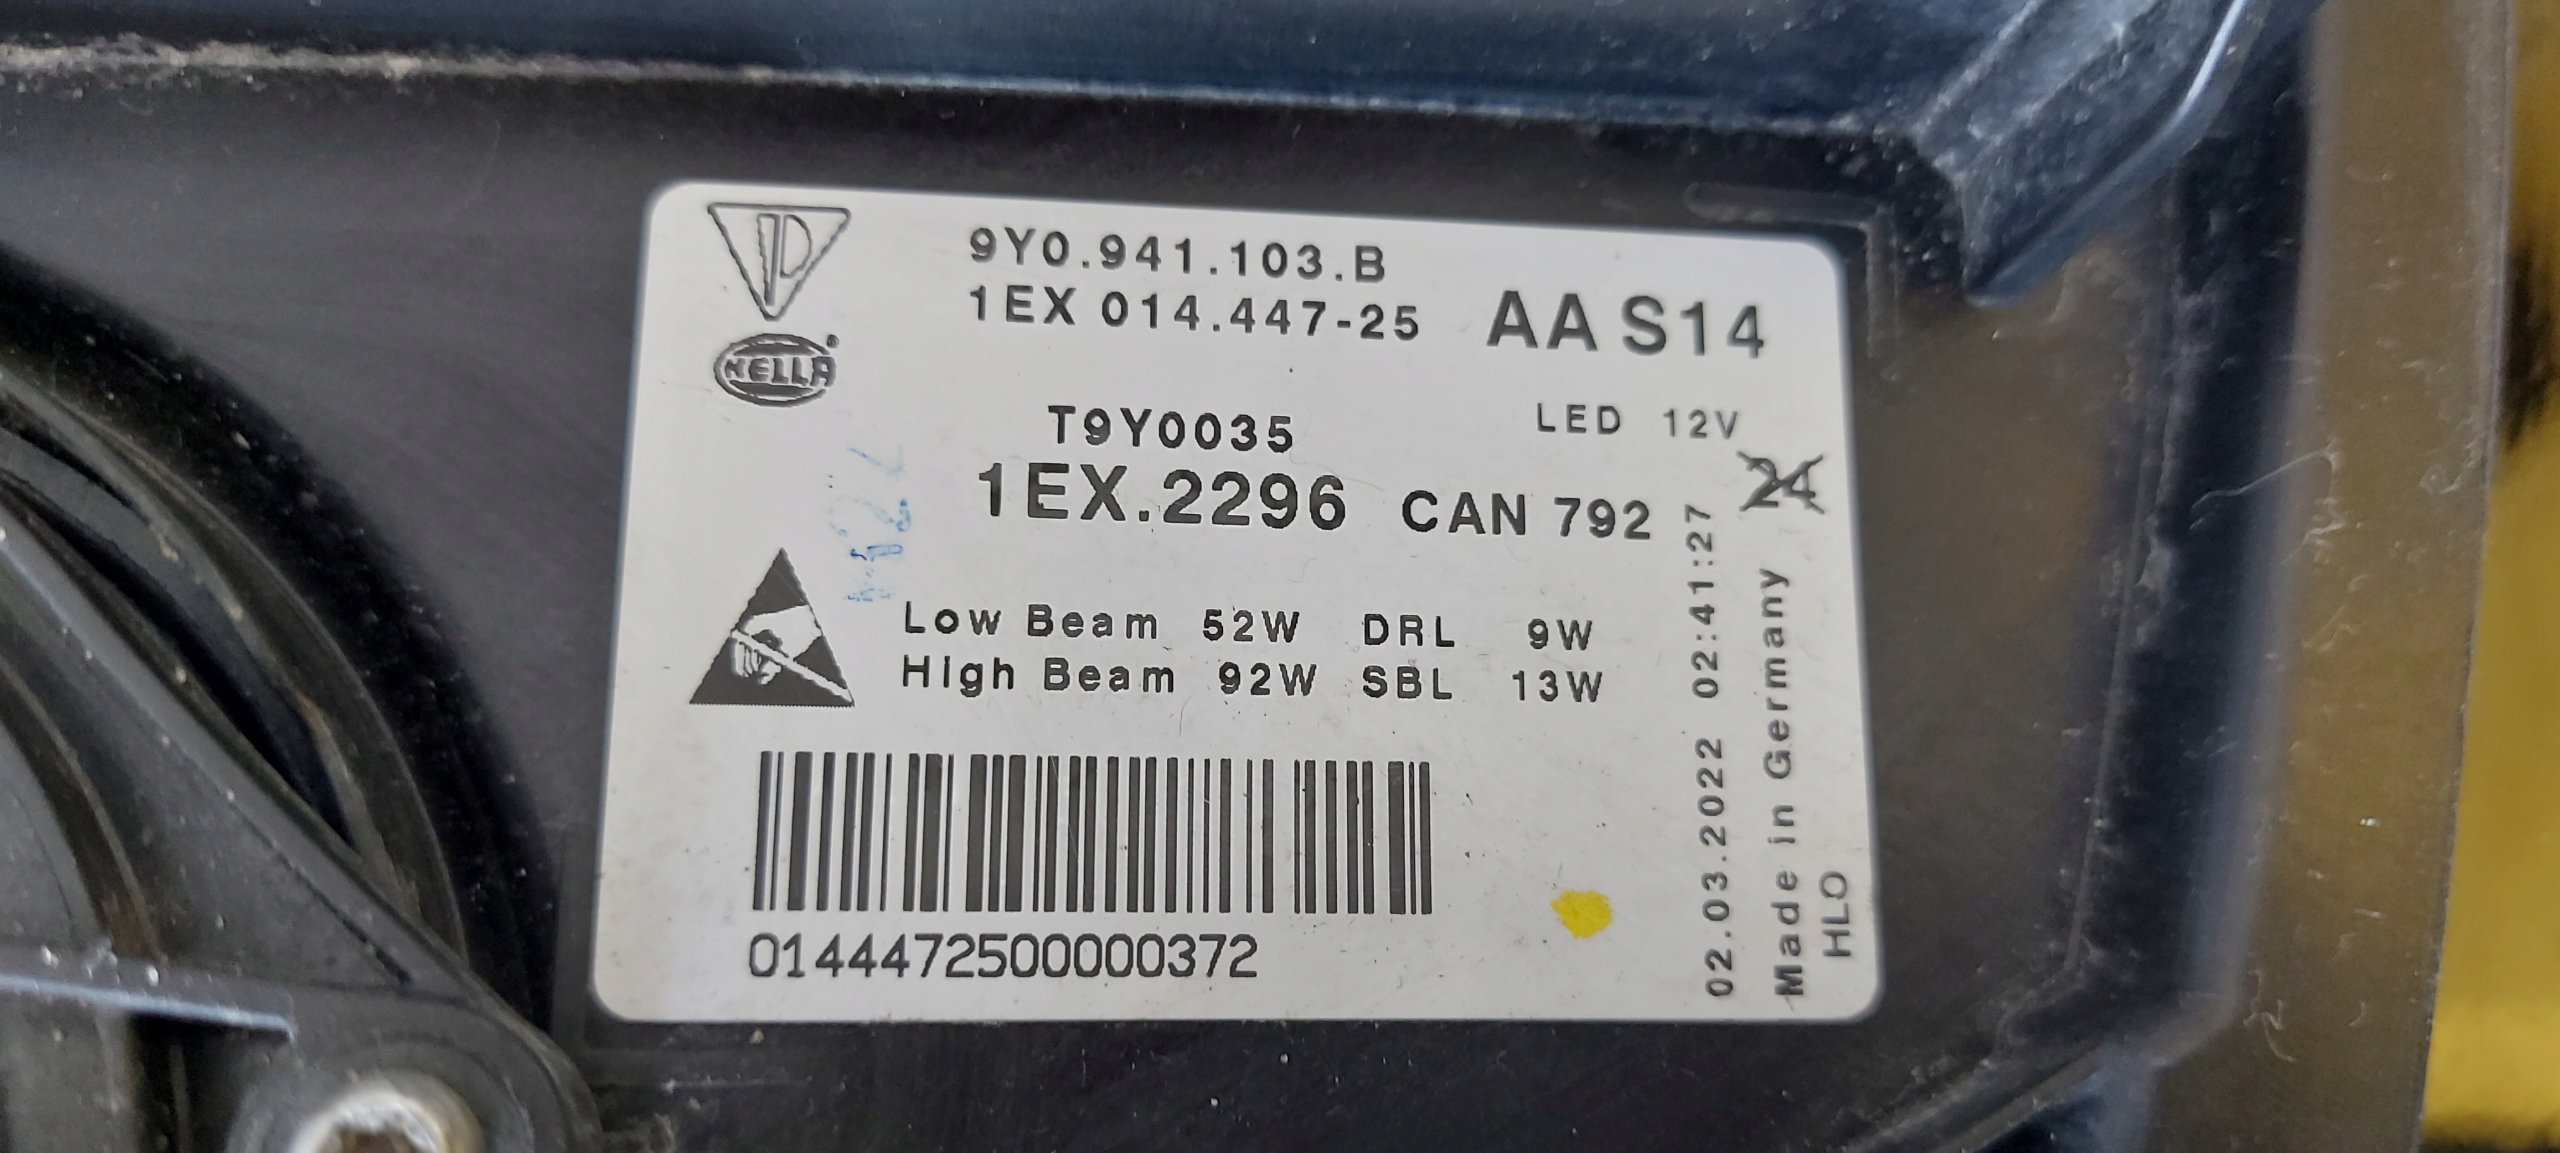 9Y0.941.103.B
1EX 014.447-25 AA S14
HELLA
T9Y0035 LED 12V
1EX.2296 CAN 792
24
Low Beam 52W DRL 9W
High Beam 92W SBL 13W
02.03.2022 02:41:27
Made in Germany
HLO
01444472500000372